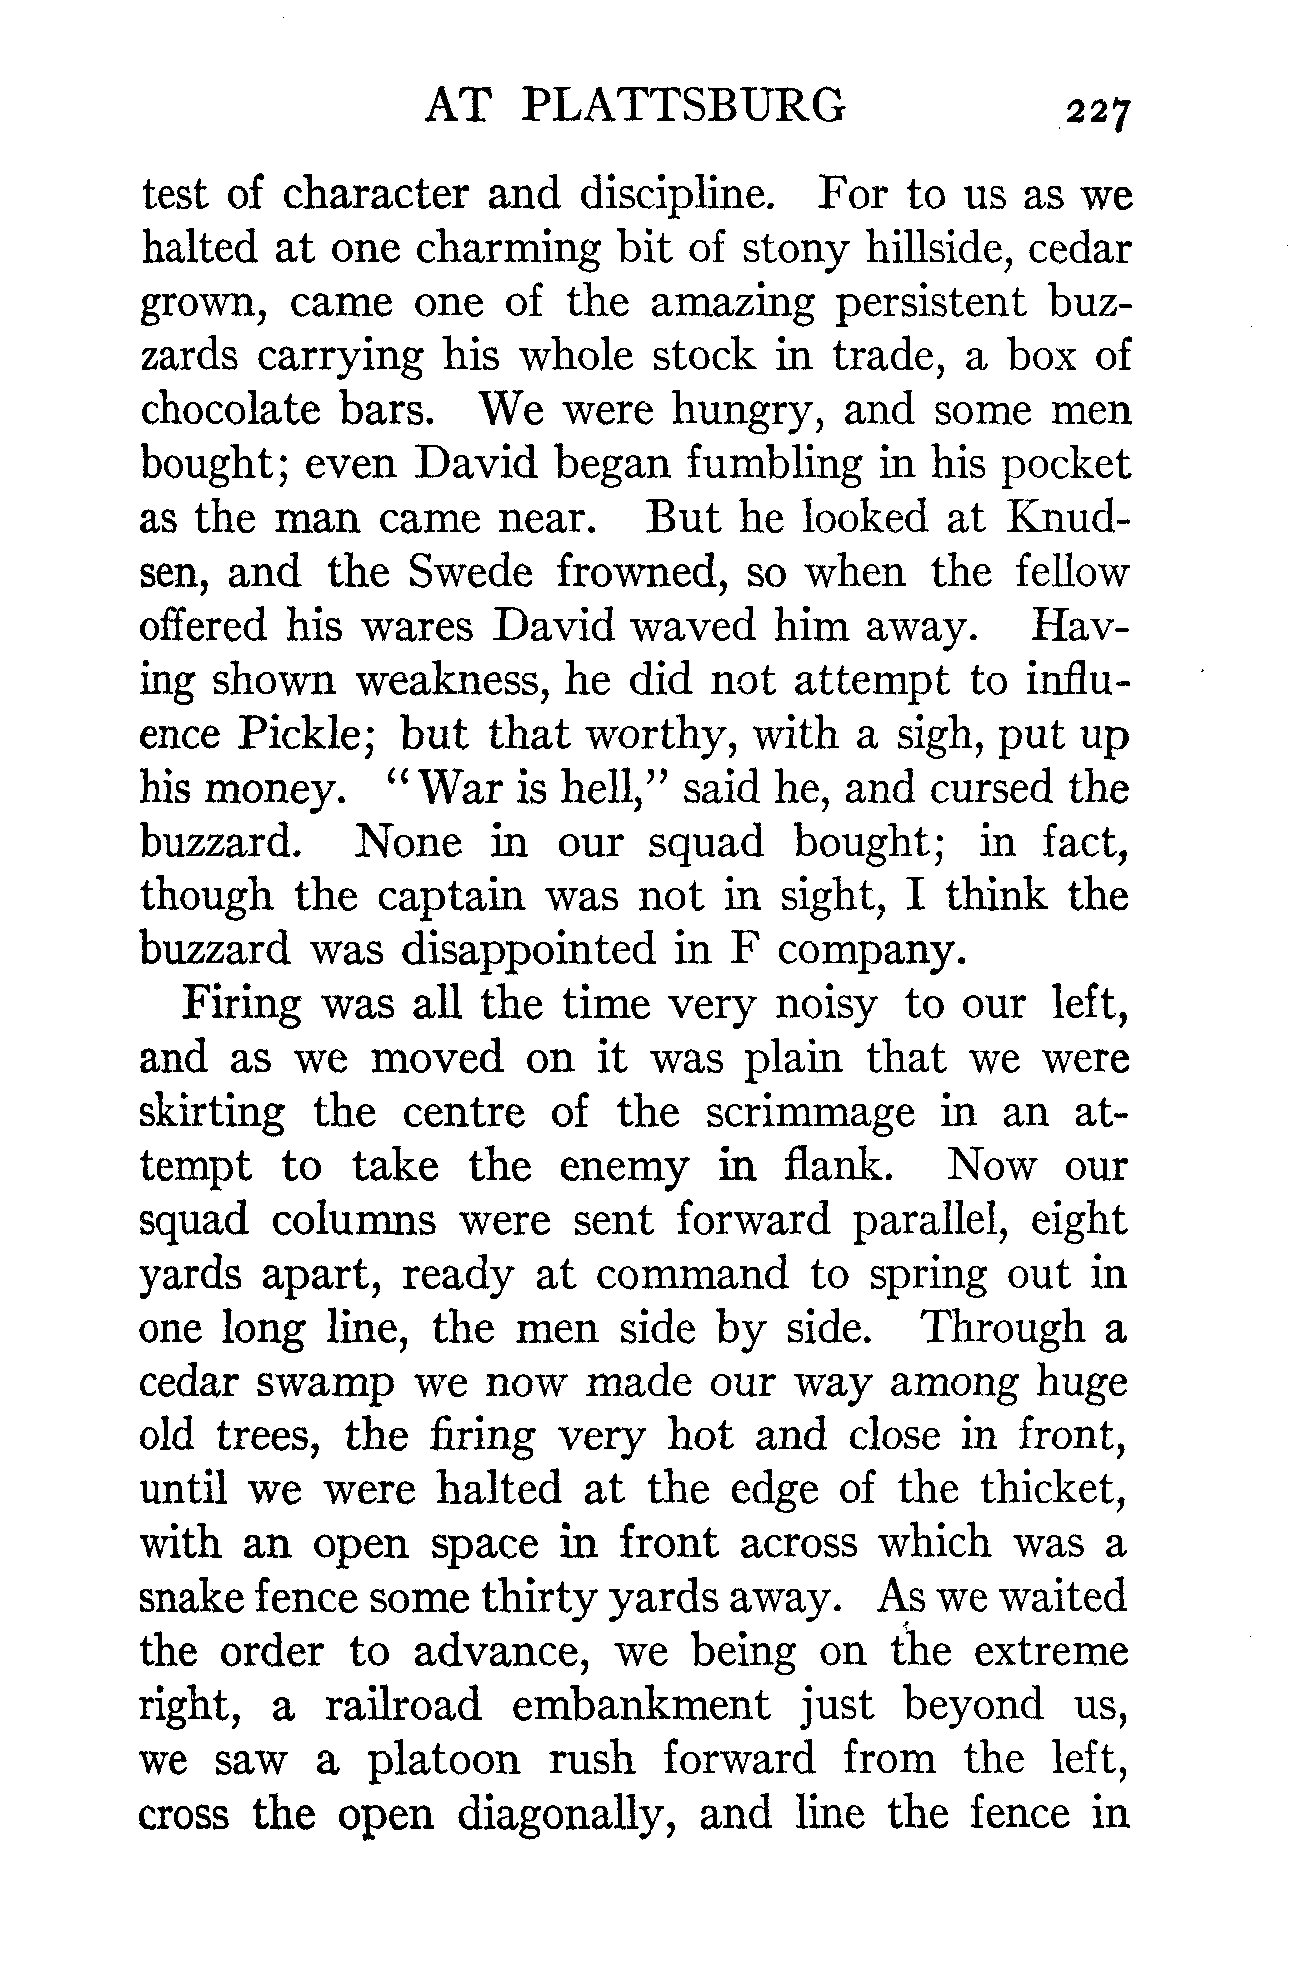 AT PLATTSBURG 227
test of character and discipline. For to us as we
halted at one charming bit of stony hillside, cedar
grown, came one of the amazing persistent buz-
zards carrying his whole stock in trade, a box of
chocolate bars. We were hungry, and some men
bought; even David began fumbling in his pocket
as the man came near. But he looked at Knud-
sen, and the Swede frowned, so when the fellow
offered his wares David waved him away. Hav-
ing shown weakness, he did not attempt to influ-
ence Pickle; but that worthy, with a sigh, put up
his money. "War is hell," said he, and cursed the
buzzard. None in our squad bought; in fact,
though the captain was not in sight, I think the
buzzard was disappointed in F company.
Firing was all the time very noisy to our left,
and as we moved on it was plain that we were
skirting the centre of the scrimmage in an at-
tempt to take the enemy in flank. Now our
squad columns were sent forward parallel, eight
yards apart, ready at command to spring out in
one long line, the men side by side. Through a
cedar swamp we now made our way among huge
old trees, the firing very hot and close in front,
until we were halted at the edge of the thicket,
with an open space in front across which was a
snake fence some thirty yards away. As we waited
the order to advance, we being on the extreme
right, a railroad embankment just beyond us,
we saw a platoon rush forward from the left,
cross the open diagonally, and line the fence in